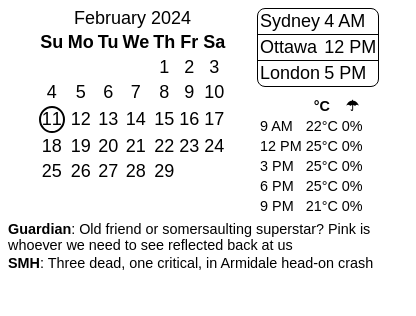 February 2024
Su Mo Tu We Th Fr Sa
1 2 3
4 5 6 7 8 9 10
11 12 13 14 15 16 17
18 19 20 21 22 23 24
25 26 27 28 29
Sydney 4 AM
Ottawa 12 PM
London 5 PM
°C ☂
9 AM 22°C 0%
12 PM 25°C 0%
3 PM 25°C 0%
6 PM 25°C 0%
9 PM 21°C 0%
Guardian: Old friend or somersaulting superstar? Pink is
whoever we need to see reflected back at us
SMH: Three dead, one critical, in Armidale head-on crash